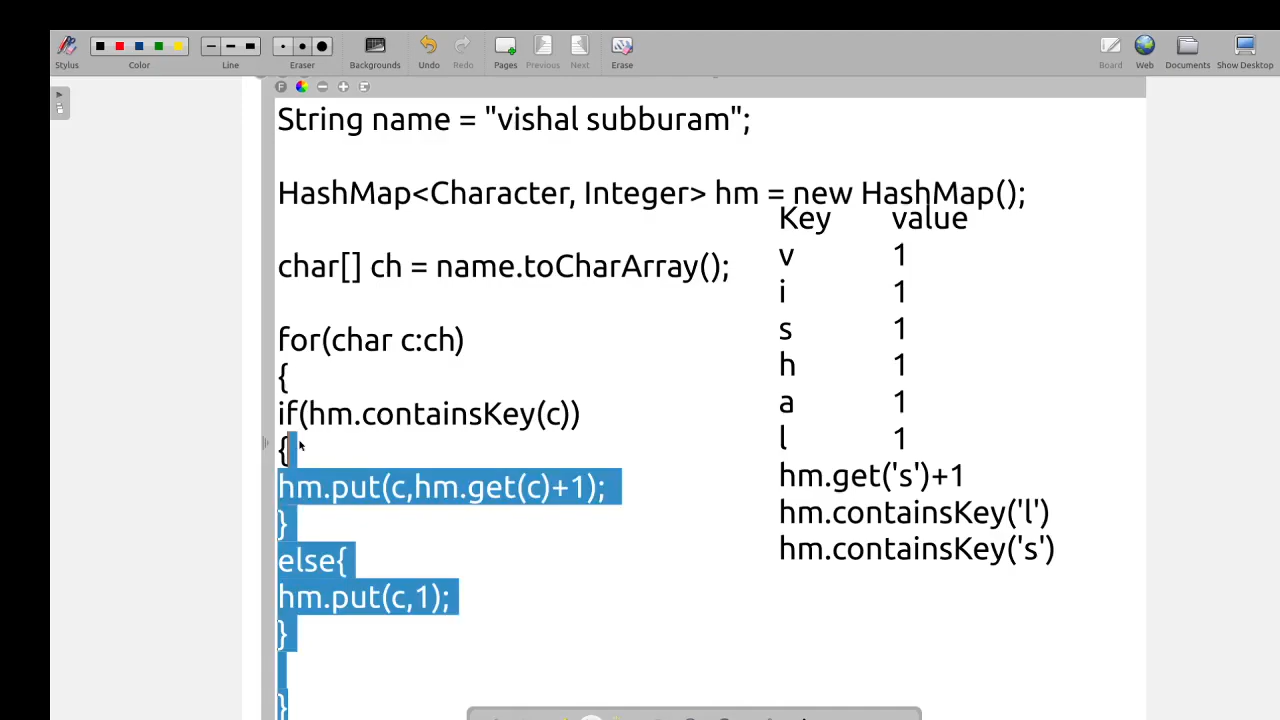 Stylus
Color
Line
Eraser
Backgrounds
Undo
Redo
Pages
Previous
Next
Erase
Board
Web
Documents
Show Desktop
String name = "vishal subburam";
HashMap<Character, Integer> hm = new HashMap();
Key value
v 1
char[] ch = name.toCharArray();
i 1
s 1
for(char c:ch)
h 1
{
a 1
if(hm.containsKey(c))
l 1
{
hm.get('s')+1
hm.put(c,hm.get(c)+1);
hm.containsKey('l')
}
hm.containsKey('s')
else{
hm.put(c,1);
}
}